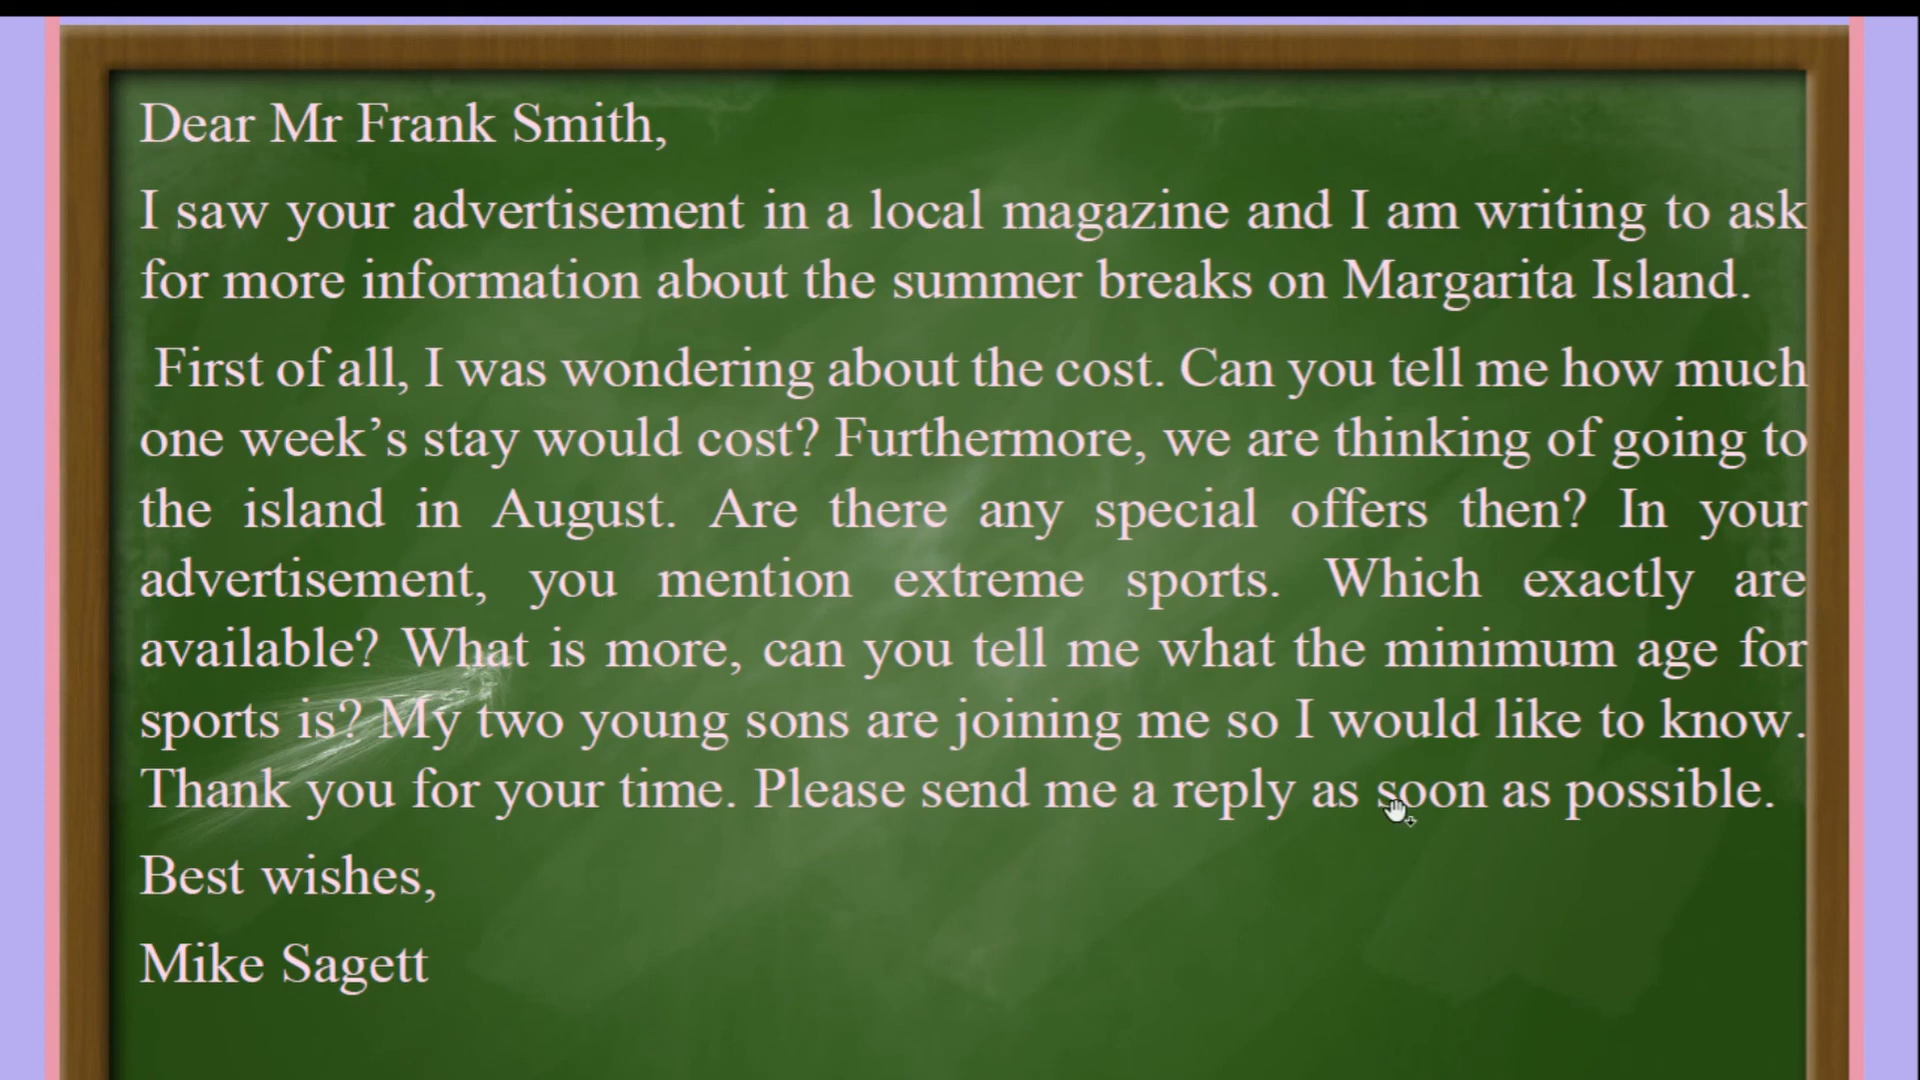 Dear Mr Frank Smith,
I saw your advertisement in a local magazine and I am writing to ask
for more information about the summer breaks on Margarita Island.
First of all, I was wondering about the cost. Can you tell me how much
one week’s stay would cost? Furthermore, we are thinking of going to
the island in August. Are there any special offers then? In your
advertisement, you mention extreme sports. Which exactly are
available? What is more, can you tell me what the minimum age for
sports is? My two young sons are joining me so I would like to know.
Thank you for your time. Please send me a reply as soon as possible.
Best wishes,
Mike Sagett